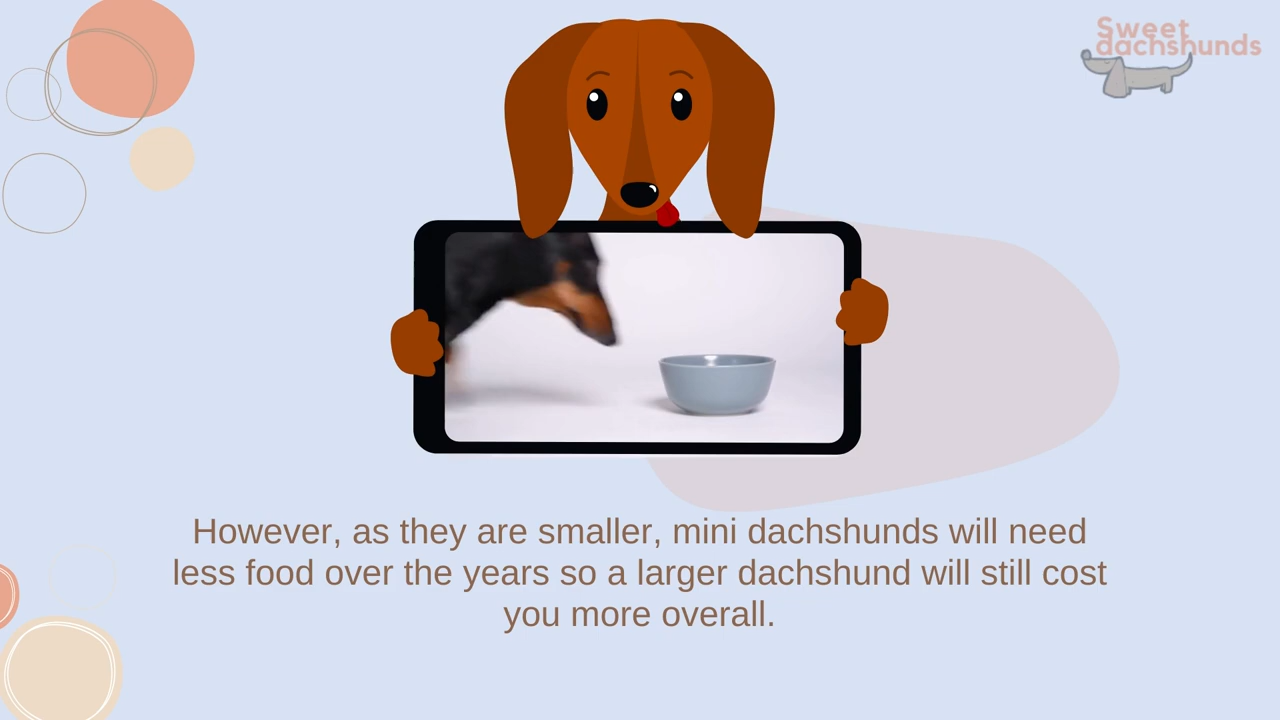 Sweet
dachshunds
However, as they are smaller, mini dachshunds will need
less food over the years so a larger dachshund will still cost
you more overall.